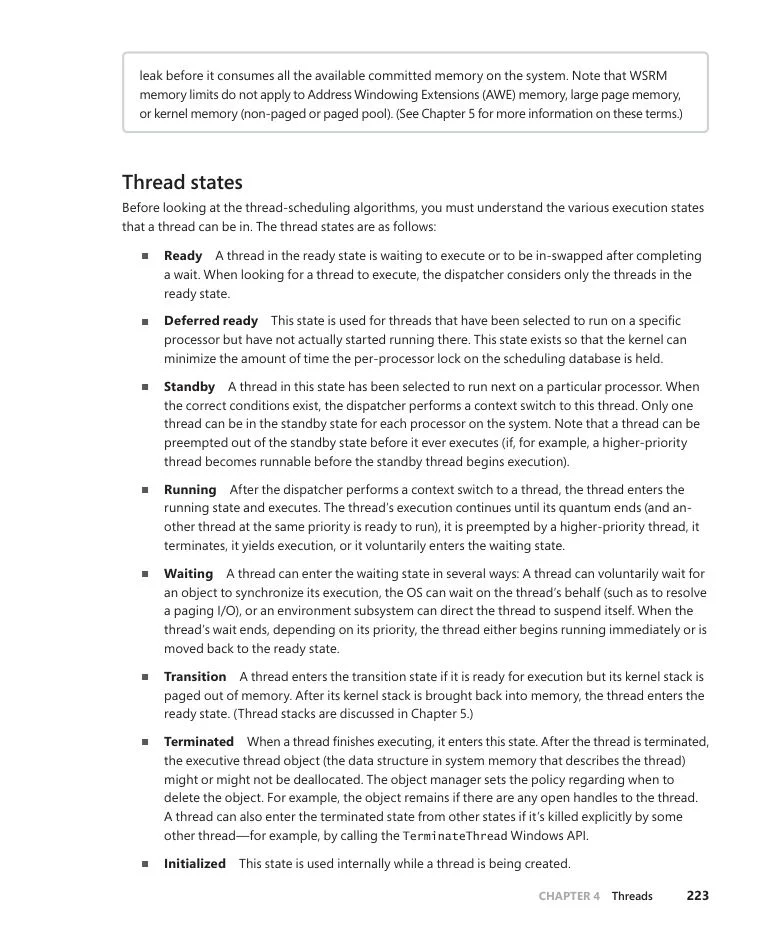 leak before it consumes all the available committed memory on the system. Note that WSRM
memory limits do not apply to Address Windowing Extensions (AWE) memory, large page memory,
or kernel memory (non-paged or paged pool). (See Chapter 5 for more information on these terms.)
Thread states
Before looking at the thread-scheduling algorithms, you must understand the various execution states
that a thread can be in. The thread states are as follows:
■ Ready A thread in the ready state is waiting to execute or to be in-swapped after completing
a wait. When looking for a thread to execute, the dispatcher considers only the threads in the
ready state.
■ Deferred ready This state is used for threads that have been selected to run on a specific
processor but have not actually started running there. This state exists so that the kernel can
minimize the amount of time the per-processor lock on the scheduling database is held.
■ Standby A thread in this state has been selected to run next on a particular processor. When
the correct conditions exist, the dispatcher performs a context switch to this thread. Only one
thread can be in the standby state for each processor on the system. Note that a thread can be
preempted out of the standby state before it ever executes (if, for example, a higher-priority
thread becomes runnable before the standby thread begins execution).
■ Running After the dispatcher performs a context switch to a thread, the thread enters the
running state and executes. The thread’s execution continues until its quantum ends (and an-
other thread at the same priority is ready to run), it is preempted by a higher-priority thread, it
terminates, it yields execution, or it voluntarily enters the waiting state.
■ Waiting A thread can enter the waiting state in several ways: A thread can voluntarily wait for
an object to synchronize its execution, the OS can wait on the thread’s behalf (such as to resolve
a paging I/O), or an environment subsystem can direct the thread to suspend itself. When the
thread’s wait ends, depending on its priority, the thread either begins running immediately or is
moved back to the ready state.
■ Transition A thread enters the transition state if it is ready for execution but its kernel stack is
paged out of memory. After its kernel stack is brought back into memory, the thread enters the
ready state. (Thread stacks are discussed in Chapter 5.)
■ Terminated When a thread finishes executing, it enters this state. After the thread is terminated,
the executive thread object (the data structure in system memory that describes the thread)
might or might not be deallocated. The object manager sets the policy regarding when to
delete the object. For example, the object remains if there are any open handles to the thread.
A thread can also enter the terminated state from other states if it’s killed explicitly by some
other thread—for example, by calling the TerminateThread Windows API.
■ Initialized This state is used internally while a thread is being created.
CHAPTER 4 Threads 223